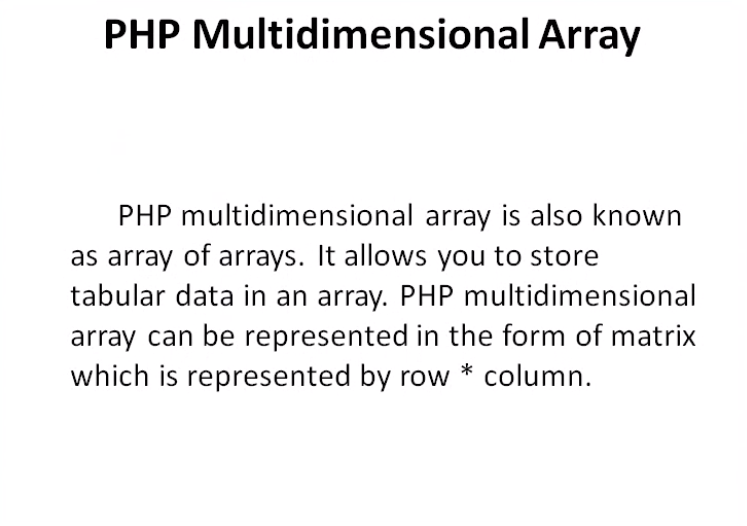 PHP Multidimensional Array
PHP multidimensional array is also known
as array of arrays. It allows you to store
tabular data in an array. PHP multidimensional
array can be represented in the form of matrix
which is represented by row * column.